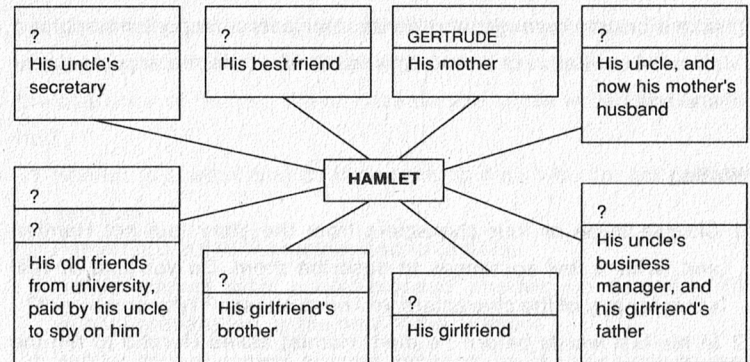 ?
His uncle's
secretary
?
His best friend
GERTRUDE
His mother
?
His uncle, and
now his mother's
husband
HAMLET
?
?
His old friends
from university,
paid by his uncle
to spy on him
?
His girlfriend's
brother
?
His girlfriend
?
His uncle's
business
manager, and
his girlfriend's
father